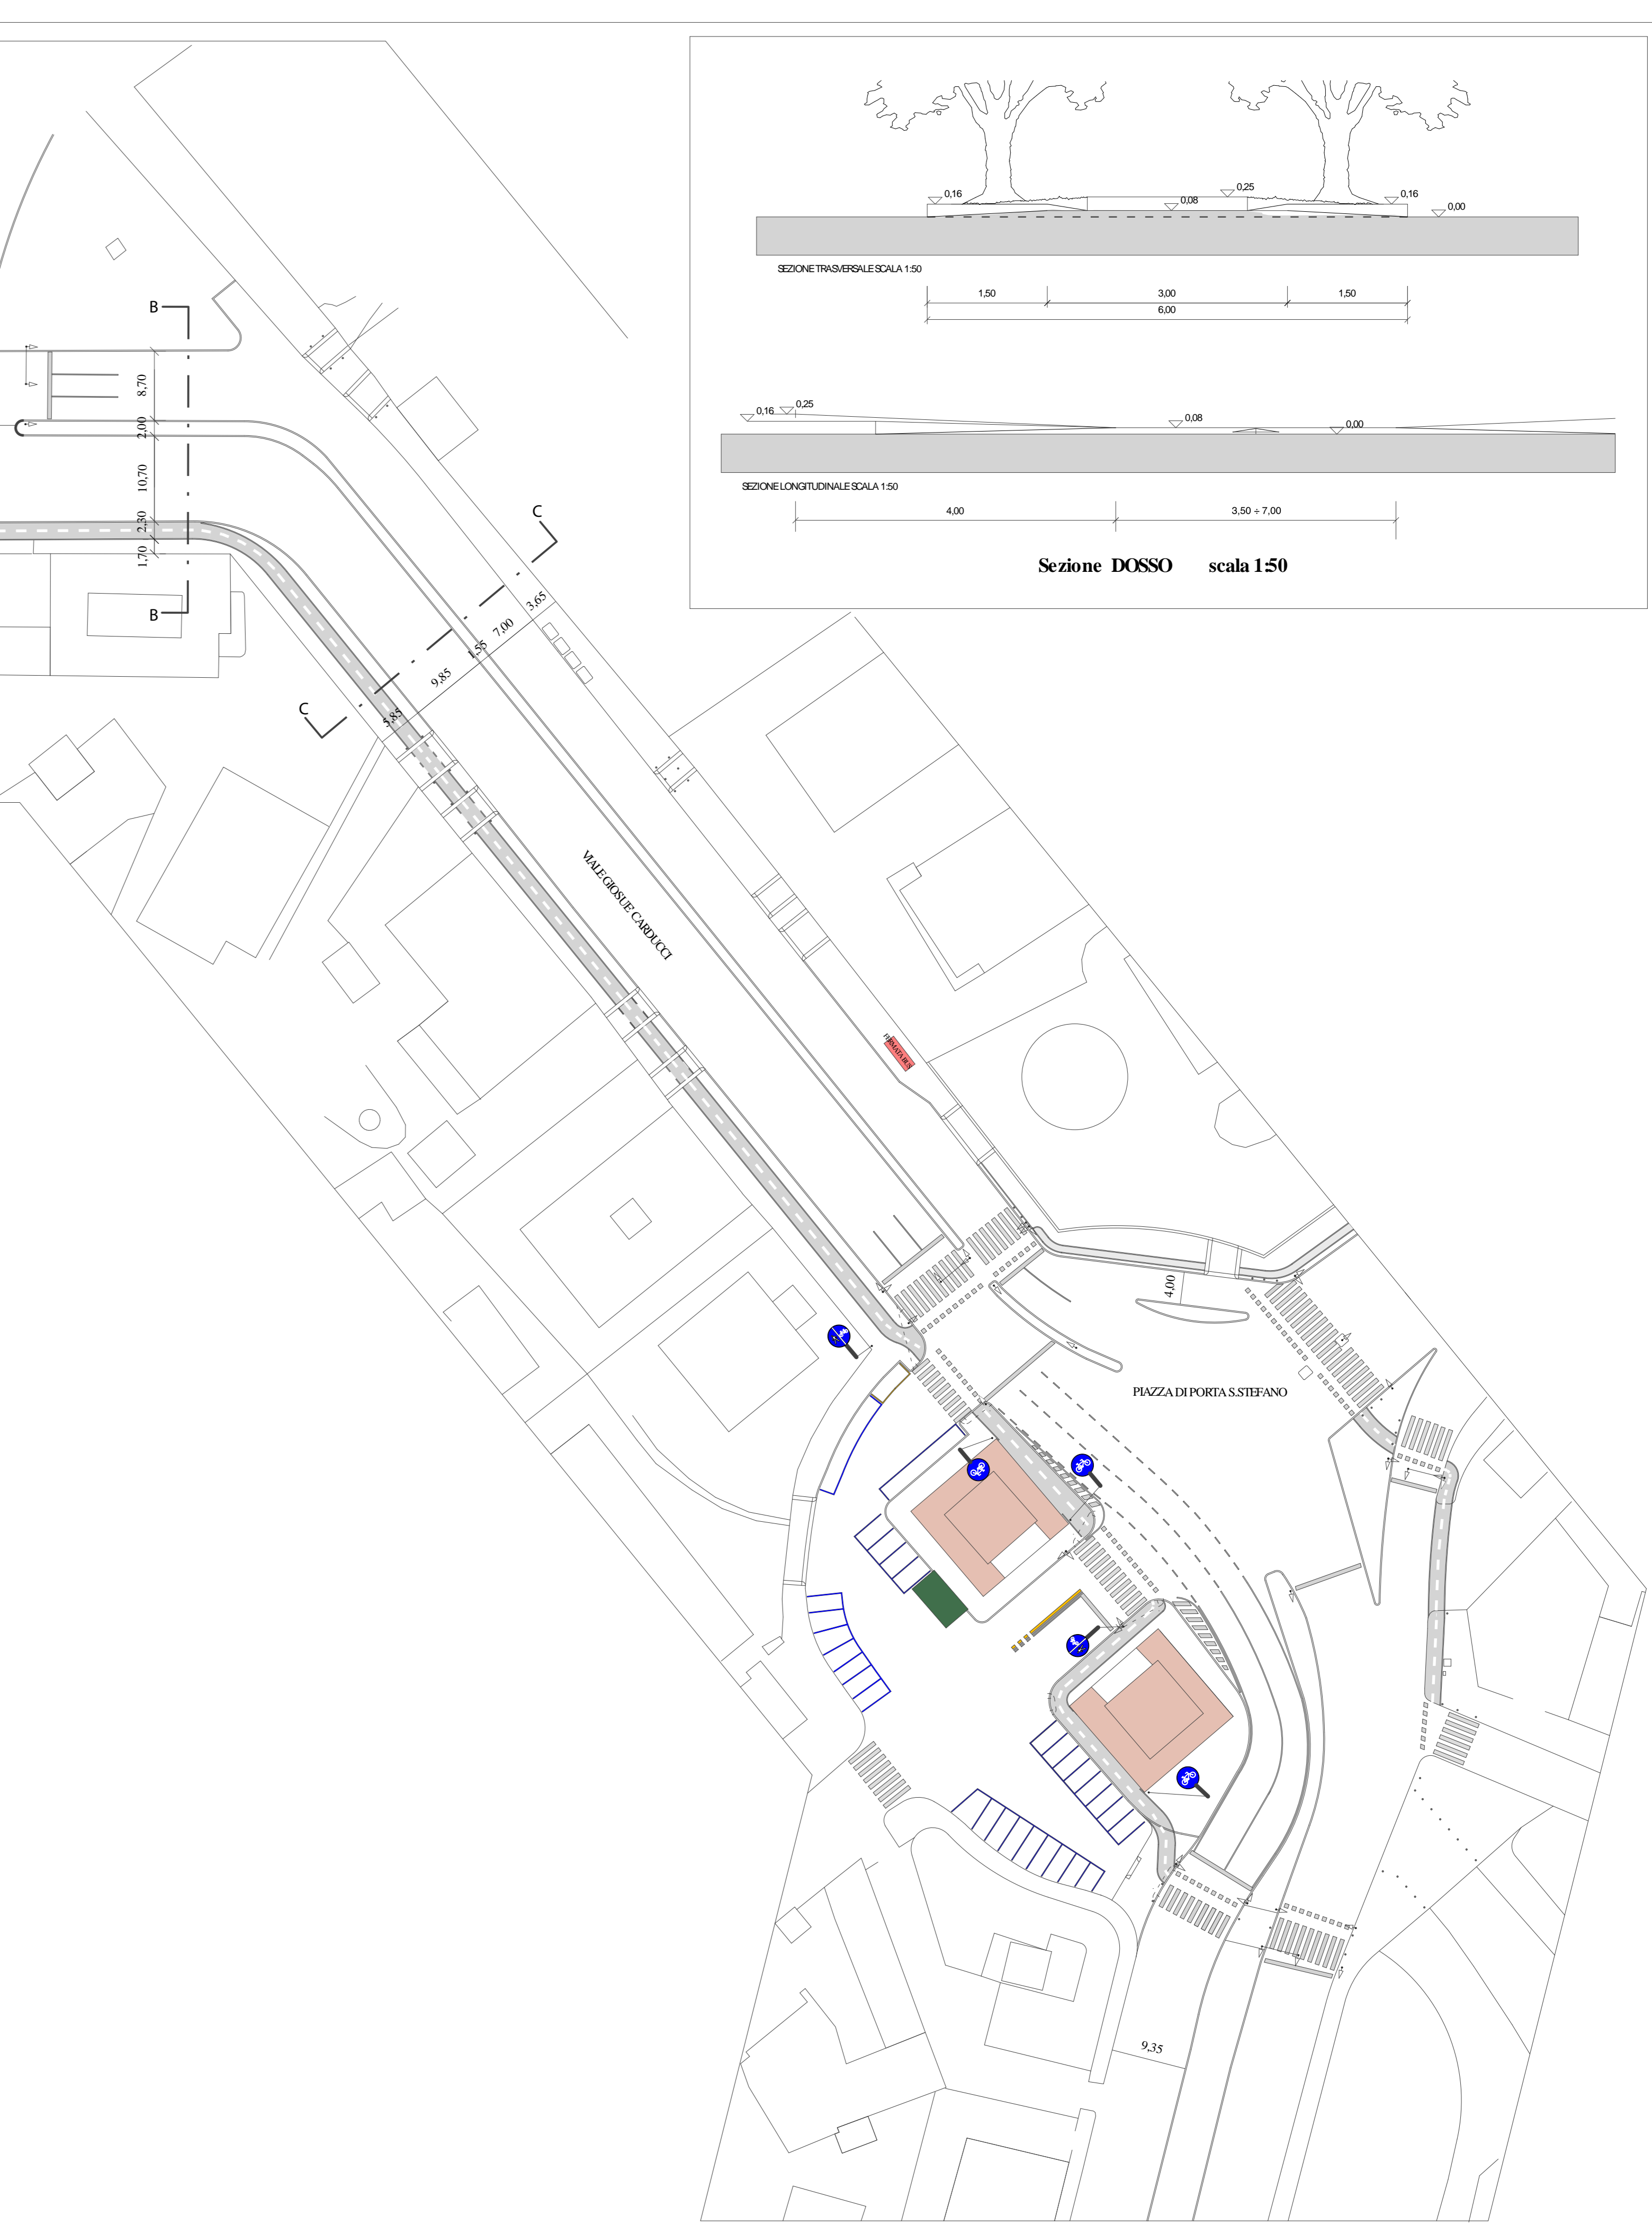 0,16
0,25
0,08
0,16
0,00
SEZIONE TRASVERSALE SCALA 1:50
1,50
3,00
1,50
6,00
0,16
0,25
0,08
0,00
SEZIONE LONGITUDINALE SCALA 1:50
4,00
3,50 ÷ 7,00
Sezione DOSSO scala 1:50
B
8,70
2,00
10,70
2,30
1,70
B
C
3,65
7,00
1,55
9,85
5,85
C
VIALE GIOSUE CARDUCCI
FERMATA BUS
4,00
PIAZZA DI PORTA S.STEFANO
9,35